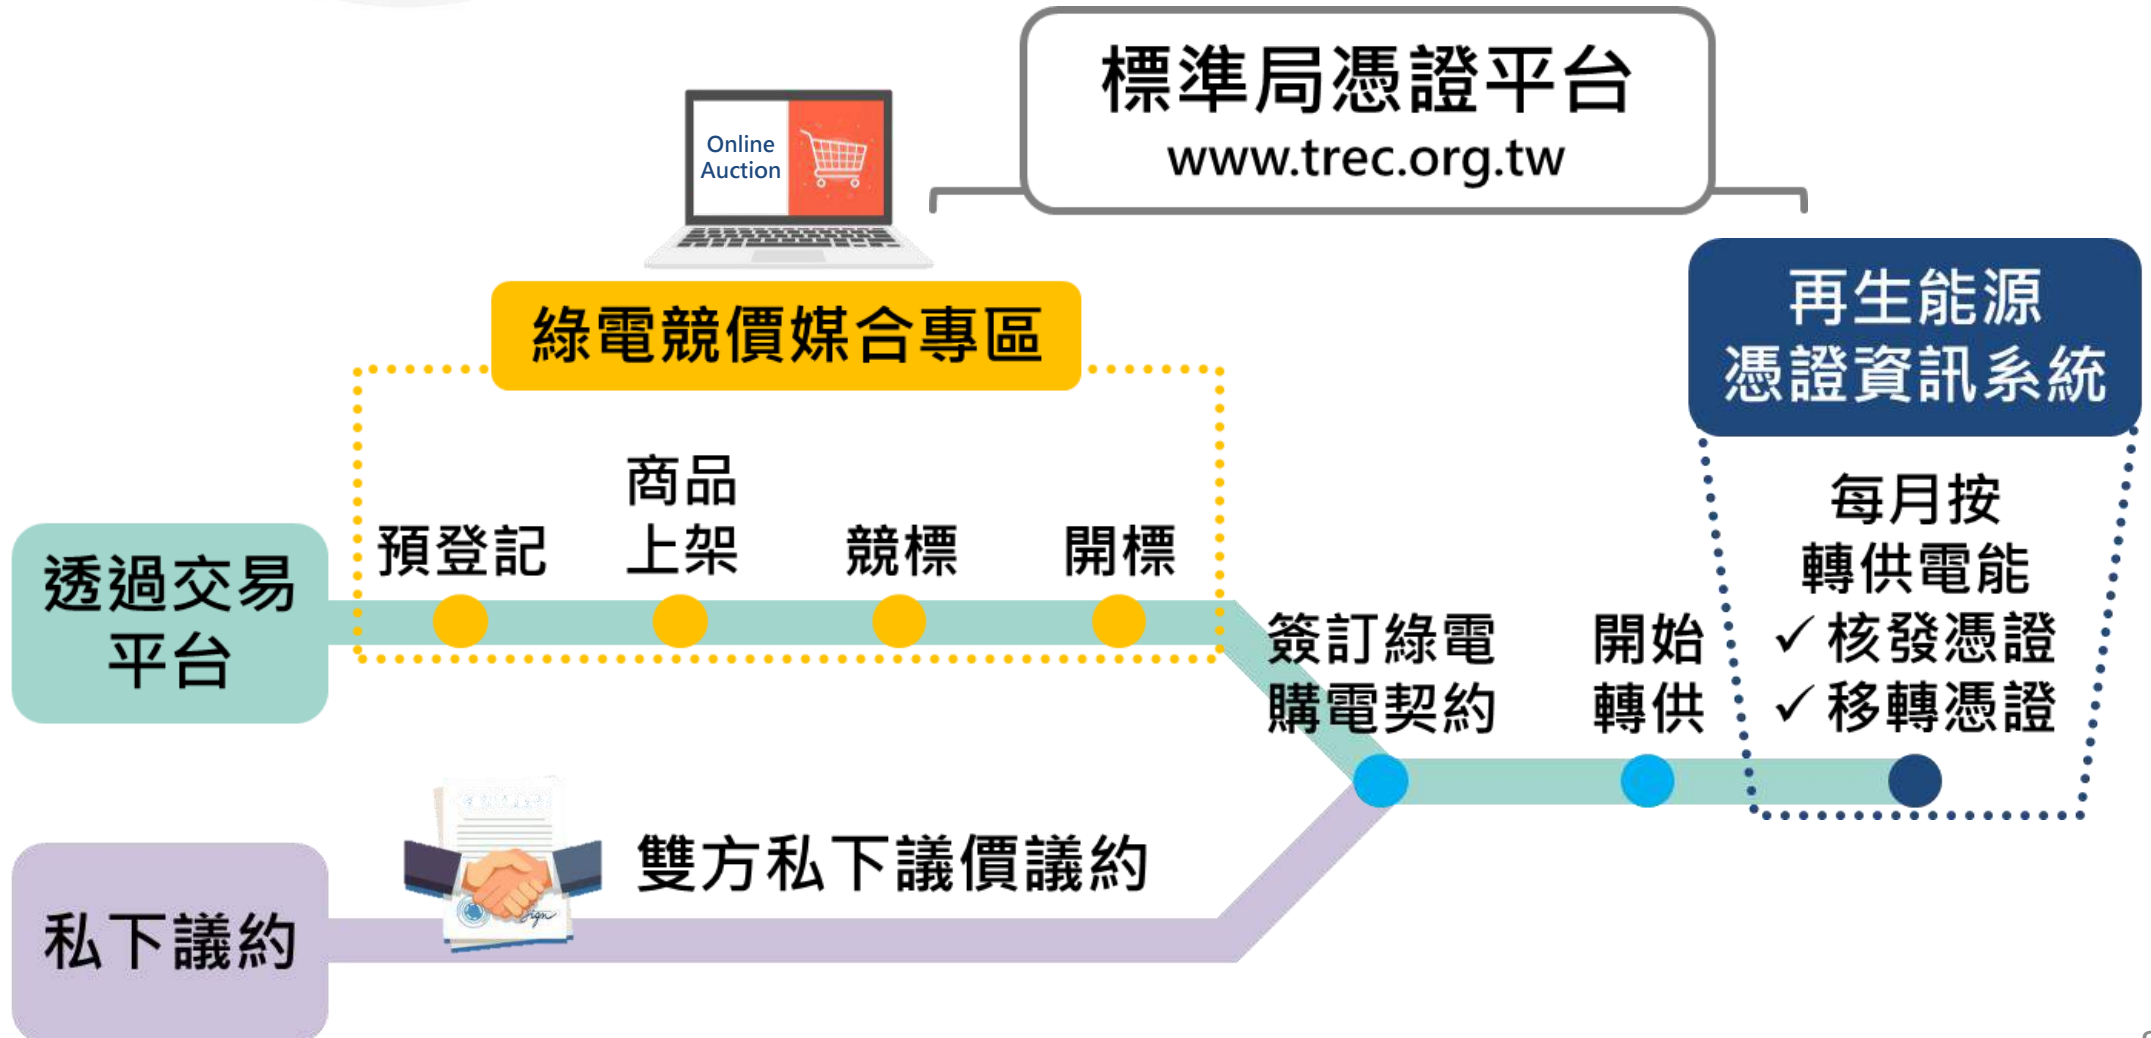 標準局憑證平台
www.trec.org.tw
Online
Auction
綠電競價媒合專區
再生能源
憑證資訊系統
透過交易
平台
預登記
商品
上架
競標
開標
簽訂綠電
購電契約
開始
轉供
每月按
轉供電能
✓核發憑證
✓移轉憑證
私下議約
雙方私下議價議約
Sign